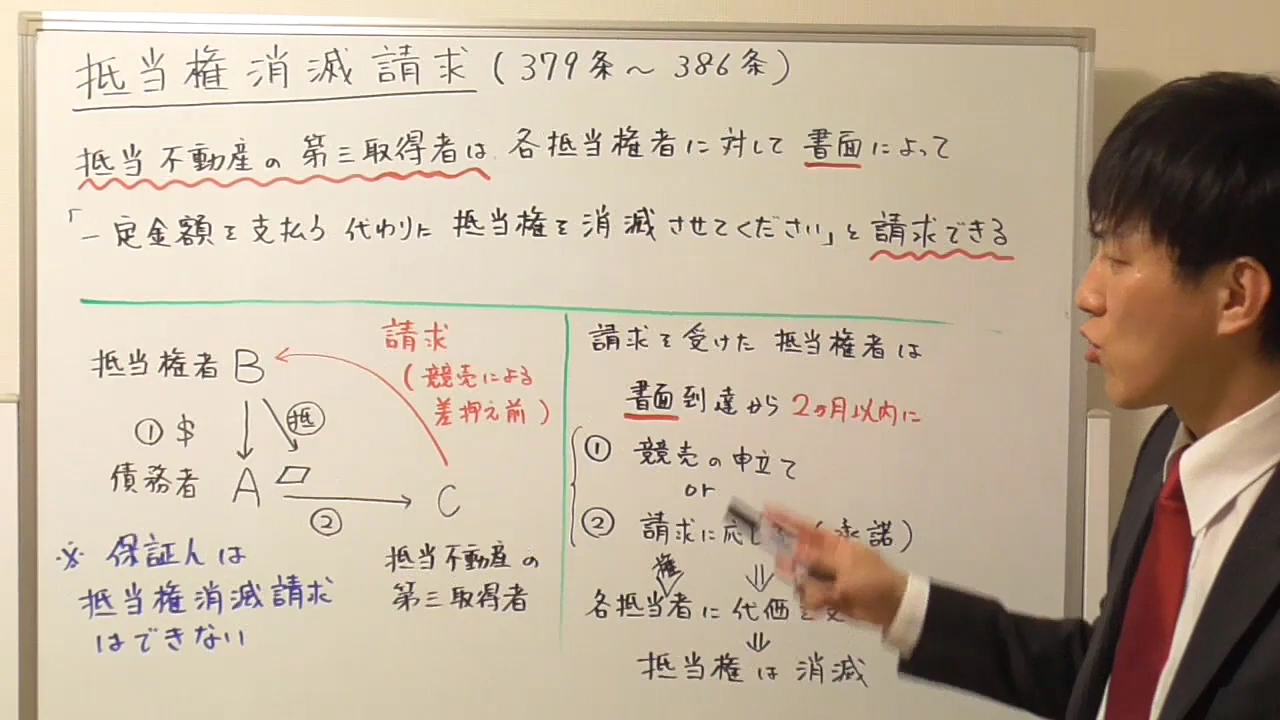 抵当権消滅請求(379条～386条)
抵当不動産の第三取得者は各抵当権者に対して書面によって
「一定金額を支払う代わりに抵当権を消滅させてください」と請求できる
請求
(競売による
差押え前)
抵当権者 B
① $
抵
債務者 A
②
C
抵当不動産の
第三取得者
※ 保証人は
抵当権消滅請求
はできない
請求を受けた抵当権者は
書面到達から2ヵ月以内に
① 競売の申立て
or
② 請求に応じ(承諾)
権
各抵当者に代価を
抵当権は消滅